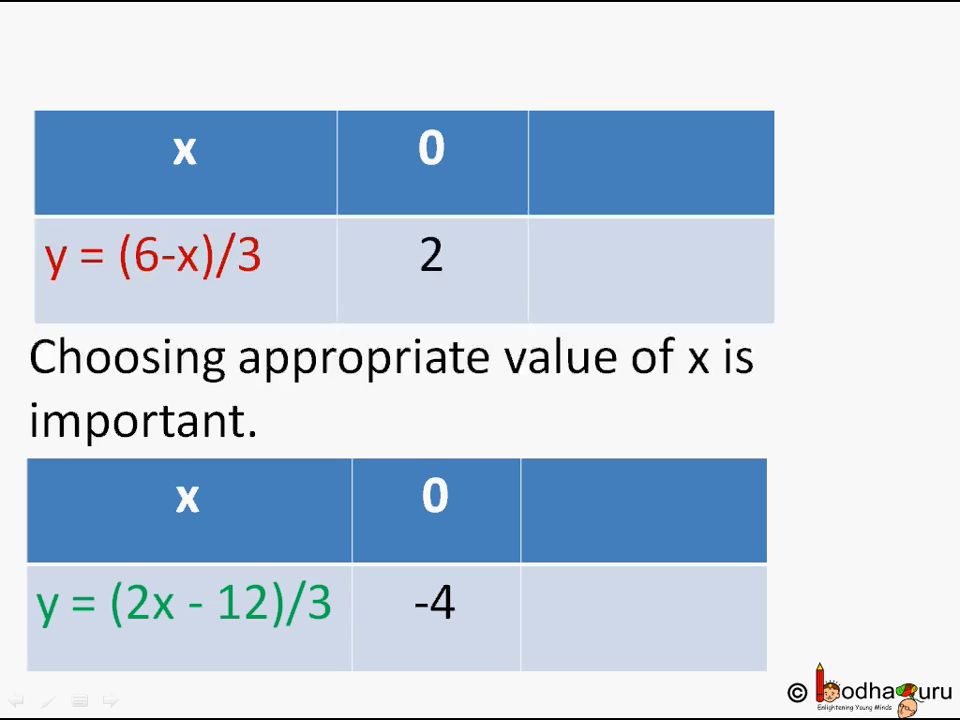 x 0
y = (6-x)/3 2
Choosing appropriate value of x is
important.
x 0
y = (2x - 12)/3 -4
© bodhaGuru
Enlightening Young Minds